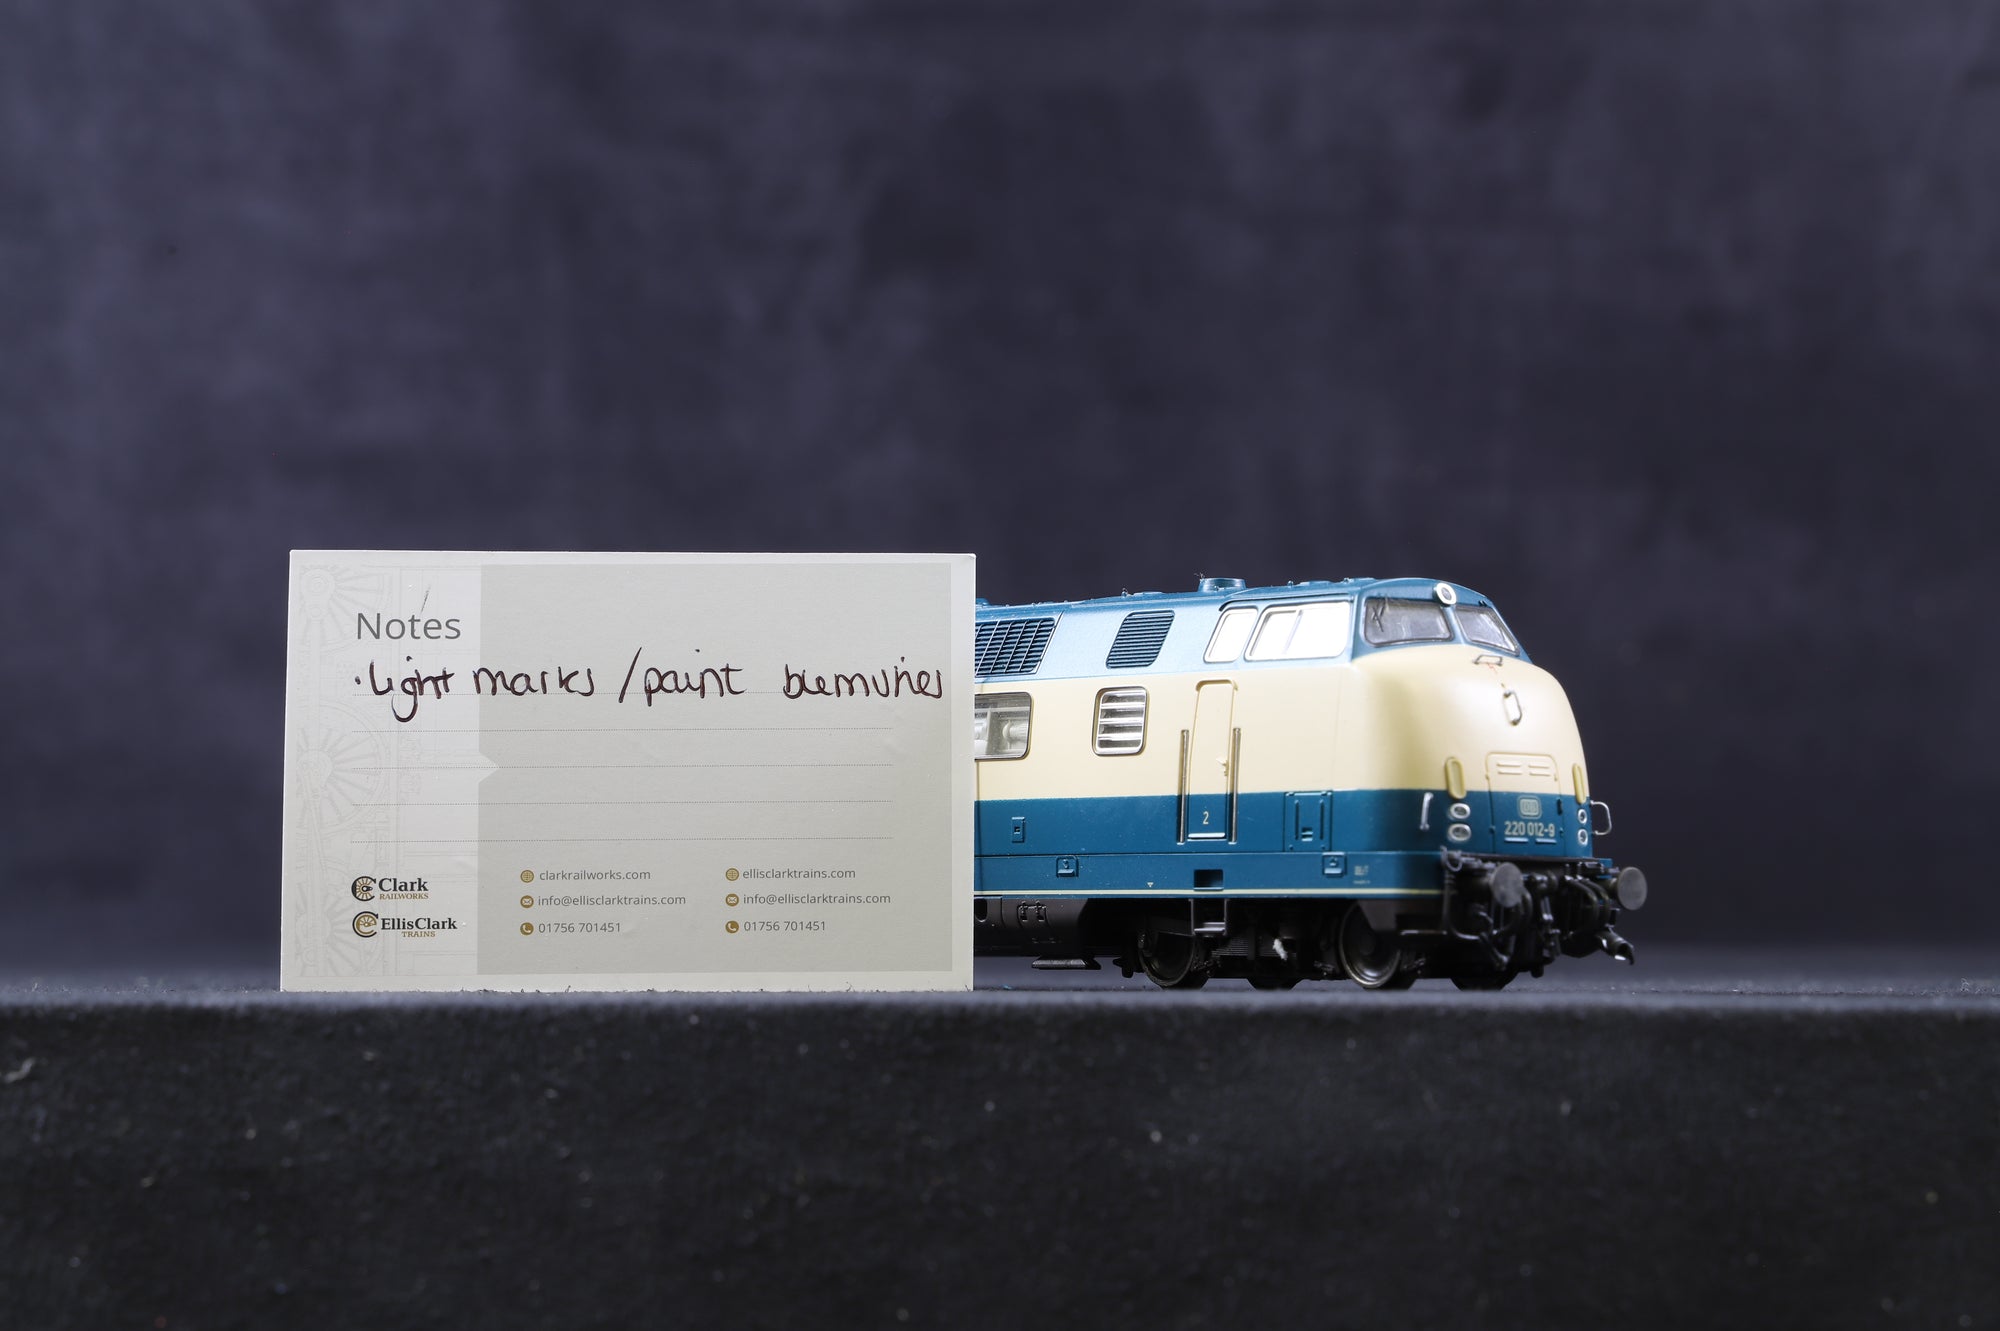 Notes
· Light marks / paint blemishes
clarkrailworks.com
ellisclarktrains.com
Clark
RAILWORKS
info@ellisclarktrains.com
info@ellisclarktrains.com
EllisClark
TRAINS
01756 701451
01756 701451
2
DB
220 012-9